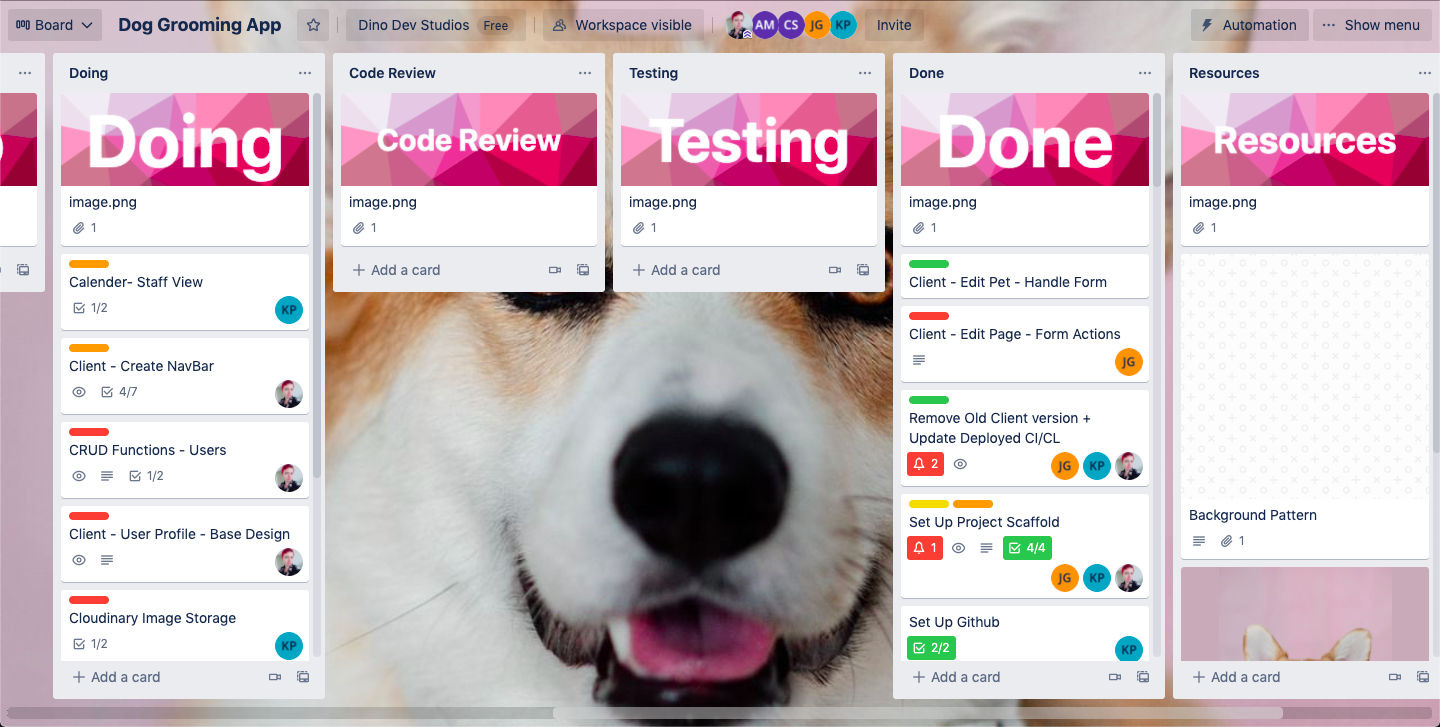 Board
Dog Grooming App
Dino Dev Studios Free
Workspace visible
AM
CS
JG
KP
Invite
Automation
Show menu
Doing
Doing
image.png
1
Calender- Staff View
1/2
KP
Client - Create NavBar
4/7
CRUD Functions - Users
1/2
Client - User Profile - Base Design
Cloudinary Image Storage
1/2
KP
+ Add a card
Code Review
Code Review
image.png
1
+ Add a card
Testing
Testing
image.png
1
+ Add a card
Done
Done
image.png
1
Client - Edit Pet - Handle Form
Client - Edit Page - Form Actions
JG
Remove Old Client version +
Update Deployed CI/CL
2
JG
KP
Set Up Project Scaffold
1
4/4
JG
KP
Set Up Github
2/2
KP
+ Add a card
Resources
Resources
image.png
1
Background Pattern
1
+ Add a card